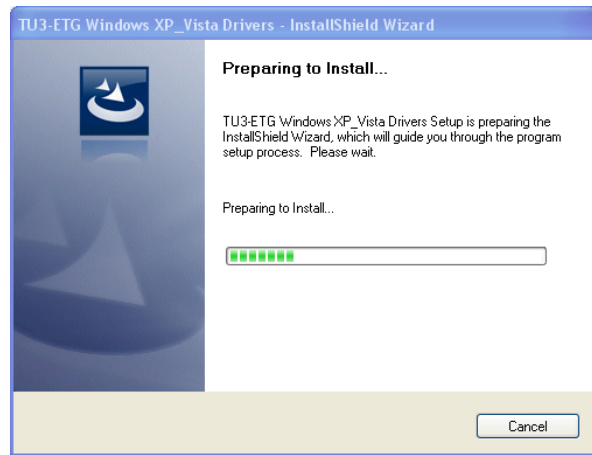 TU3-ETG Windows XP_Vista Drivers - InstallShield Wizard
Preparing to Install...
TU3-ETG Windows XP_Vista Drivers Setup is preparing the
InstallShield Wizard, which will guide you through the program
setup process.  Please wait.
Preparing to Install...
Cancel